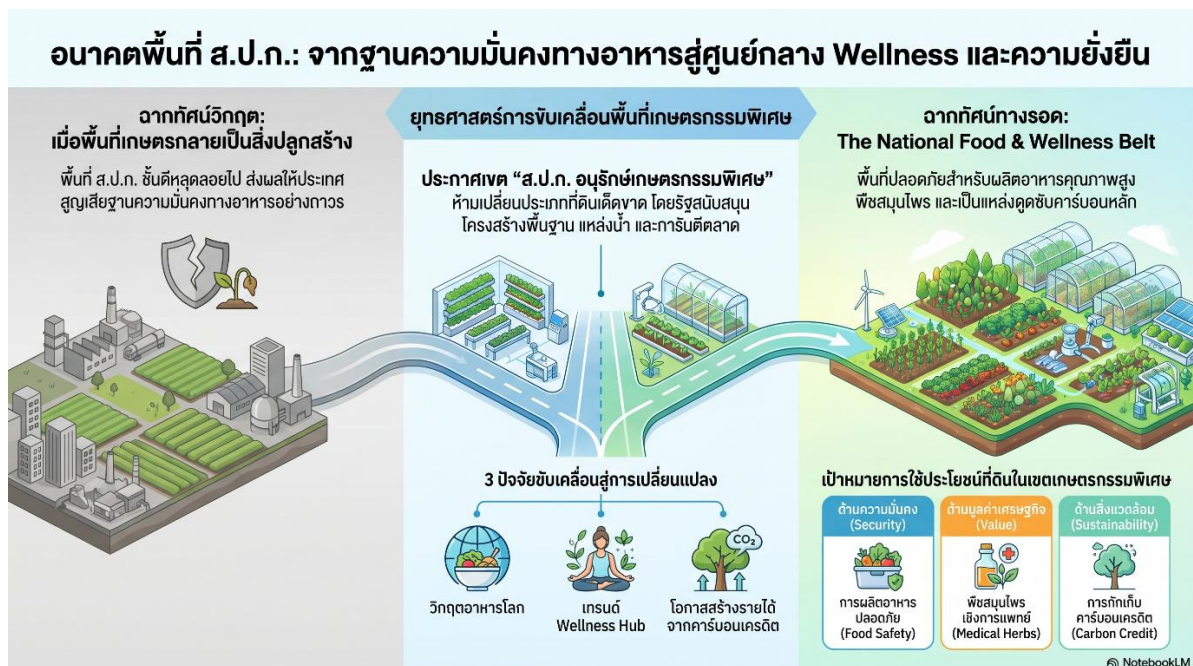 อนาคตพื้นที่ ส.ป.ก.: จากฐานความมั่นคงทางอาหารสู่ศูนย์กลาง Wellness และความยั่งยืน
ฉากทัศน์วิกฤต:
เมื่อพื้นที่เกษตรกลายเป็นสิ่งปลูกสร้าง
พื้นที่ ส.ป.ก. ชั้นดีหลุดลอยไป ส่งผลให้ประเทศ
สูญเสียฐานความมั่นคงทางอาหารอย่างถาวร
ยุทธศาสตร์การขับเคลื่อนพื้นที่เกษตรกรรมพิเศษ
ประกาศเขต “ส.ป.ก. อนุรักษ์เกษตรกรรมพิเศษ”
ห้ามเปลี่ยนประเภทที่ดินเด็ดขาด โดยรัฐสนับสนุน
โครงสร้างพื้นฐาน แหล่งน้ำ และการันตีตลาด
3 ปัจจัยขับเคลื่อนสู่การเปลี่ยนแปลง
วิกฤตอาหารโลก
เทรนด์
Wellness Hub
CO₂
โอกาสสร้างรายได้
จากคาร์บอนเครดิต
ฉากทัศน์ทางรอด:
The National Food & Wellness Belt
พื้นที่ปลอดภัยสำหรับผลิตอาหารคุณภาพสูง
พืชสมุนไพร และเป็นแหล่งดูดซับคาร์บอนหลัก
เป้าหมายการใช้ประโยชน์ที่ดินในเขตเกษตรกรรมพิเศษ
ด้านความมั่นคง
(Security)
การผลิตอาหาร
ปลอดภัย
(Food Safety)
ด้านมูลค่าเศรษฐกิจ
(Value)
พืชสมุนไพร
เชิงการแพทย์
(Medical Herbs)
ด้านสิ่งแวดล้อม
(Sustainability)
การกักเก็บ
คาร์บอนเครดิต
(Carbon Credit)
NotebookLM